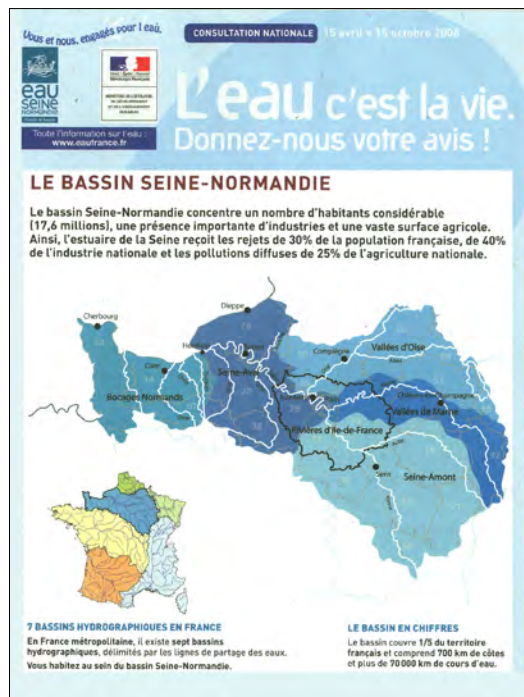 Vous et nous, engagés pour l'eau.
CONSULTATION NATIONALE 15 avril • 15 octobre 2008
eau
SEINE
NORMANDIE
L'eau c'est la vie.
Donnez-nous votre avis !
Toute l'information sur l'eau :
www.eaufrance.fr
LE BASSIN SEINE-NORMANDIE
Le bassin Seine-Normandie concentre un nombre d'habitants considérable
(17,6 millions), une présence importante d'industries et une vaste surface agricole.
Ainsi, l'estuaire de la Seine reçoit les rejets de 30% de la population française, de 40%
de l'industrie nationale et les pollutions diffuses de 25% de l'agriculture nationale.
Dieppe
Cherbourg
Compiègne
Vallées d'Oise
Caen
Seine-Aval
Bocages Normands
Paris
Châlons-en-Champagne
Vallées de Marne
Rivières d'Ile-de-France
Sens
Seine-Amont
7 BASSINS HYDROGRAPHIQUES EN FRANCE
En France métropolitaine, il existe sept bassins
hydrographiques, délimités par les lignes de partage des eaux.
Vous habitez au sein du bassin Seine-Normandie.
LE BASSIN EN CHIFFRES
Le bassin couvre 1/5 du territoire
français et comprend 700 km de côtes
et plus de 70000 km de cours d'eau.